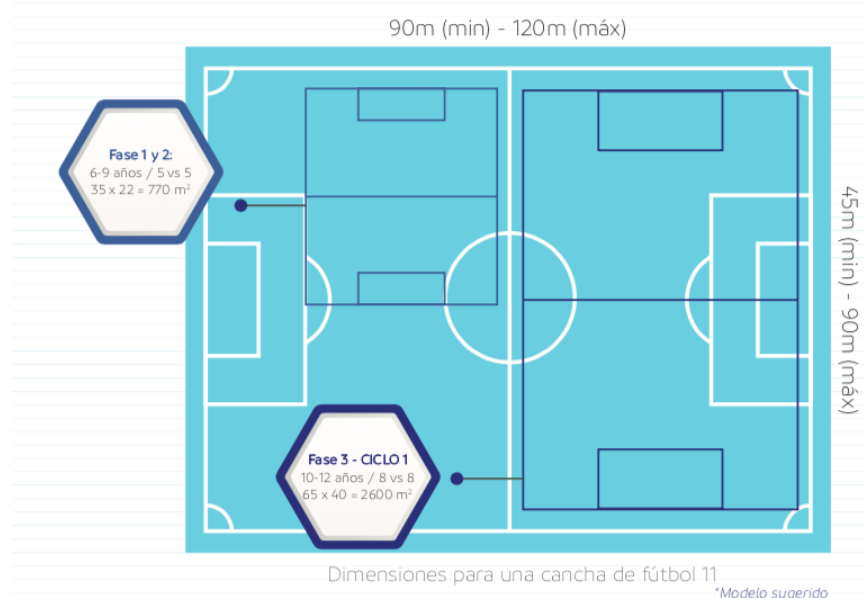 90m (min) - 120m (máx)
Fase 1 y 2:
6-9 años / 5 vs 5
35 x 22 = 770 m²
45m (min) - 90m (máx)
Fase 3 - CICLO 1
10-12 años / 8 vs 8
65 x 40 = 2600 m²
Dimensiones para una cancha de fútbol 11
*Modelo sugerido